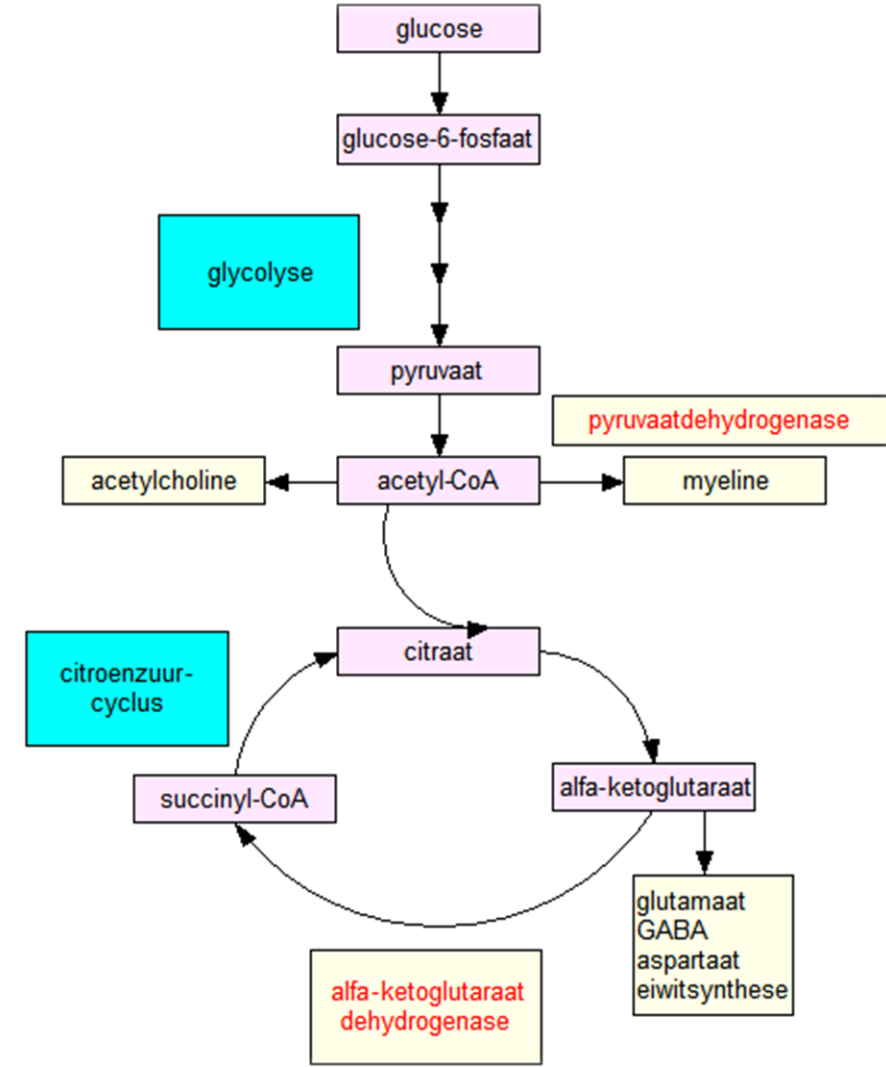 glucose
glucose-6-fosfaat
glycolyse
pyruvaat
pyruvaatdehydrogenase
acetylcholine
acetyl-CoA
myeline
citraat
citroenzuur-
cyclus
succinyl-CoA
alfa-ketoglutaraat
glutamaat
GABA
aspartaat
eiwitsynthese
alfa-ketoglutaraat
dehydrogenase